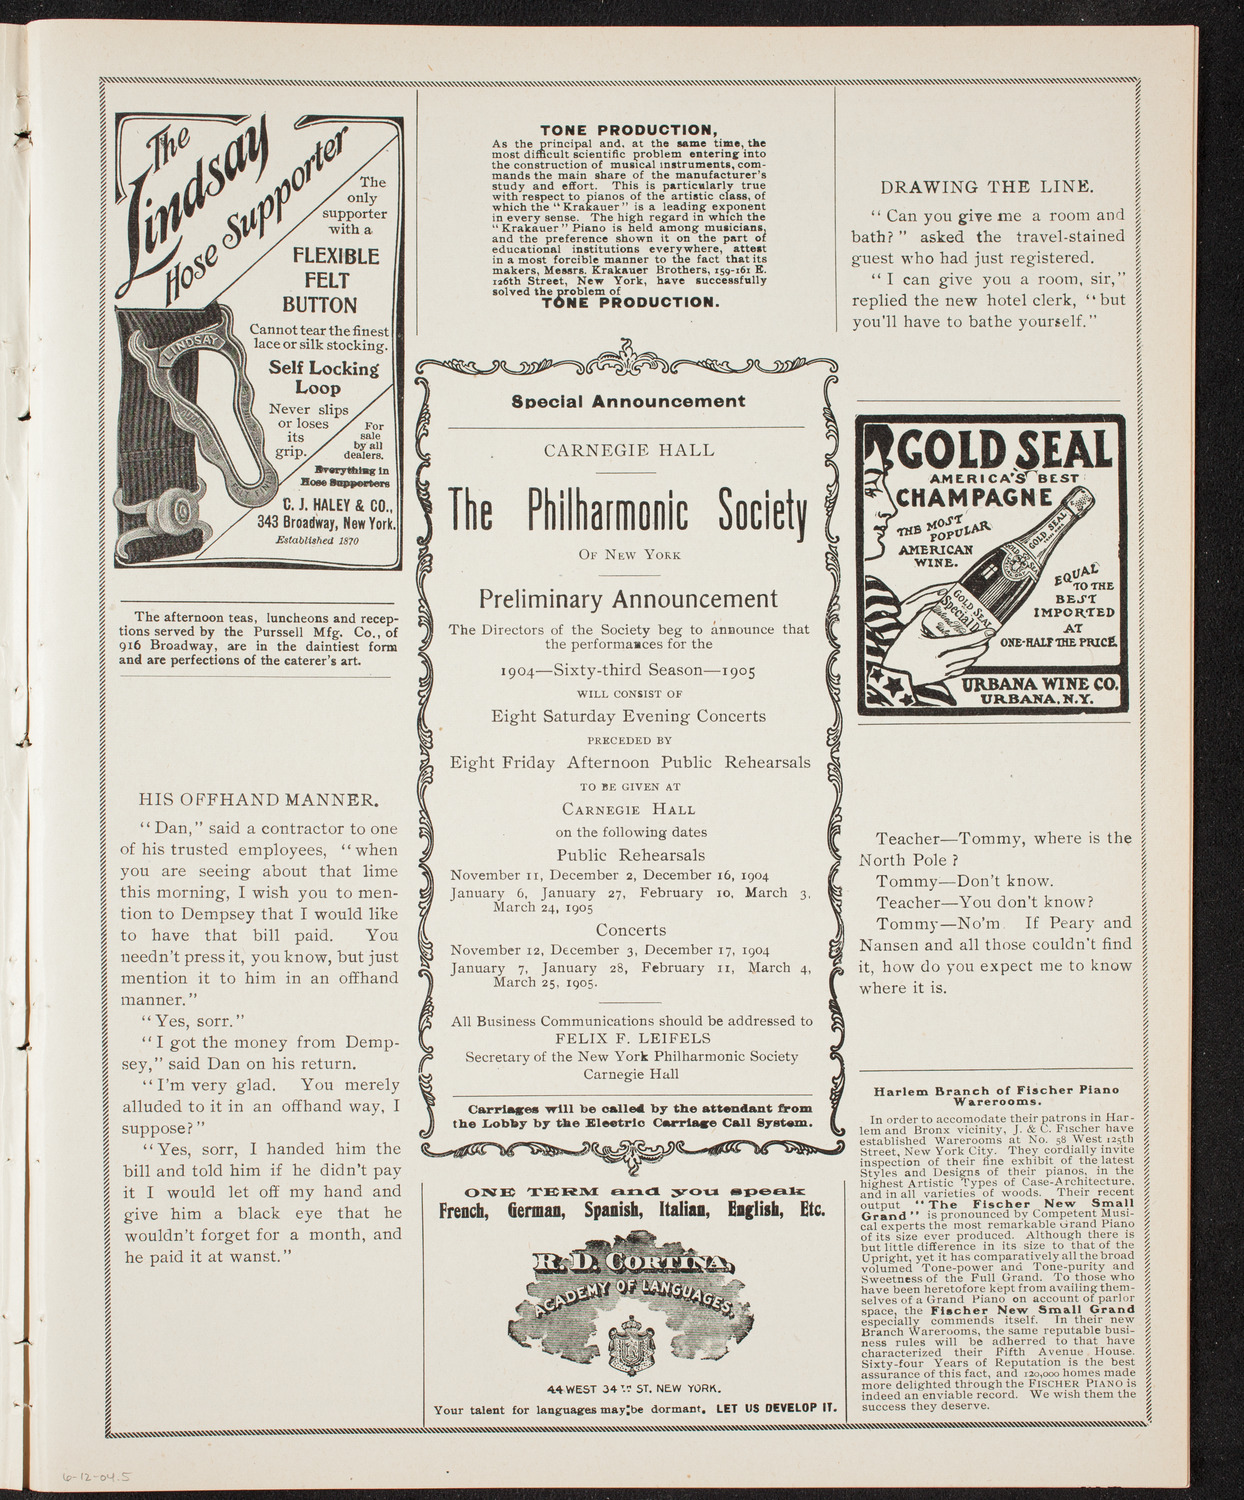 The
Lindsay
Hose Supporter
The
only
supporter
with a
FLEXIBLE
FELT
BUTTON
Cannot tear the finest
lace or silk stocking.
Self Locking
Loop
Never slips
or loses
its
grip.
For
sale
by all
dealers.
Everything in
Hose Supporters
C. J. HALEY & CO.,
343 Broadway, New York.
Established 1870
LINDSAY
The afternoon teas, luncheons and recep-
tions served by the Purssell Mfg. Co., of
916 Broadway, are in the daintiest form
and are perfections of the caterer's art.
HIS OFFHAND MANNER.
"Dan," said a contractor to one
of his trusted employees, "when
you are seeing about that lime
this morning, I wish you to men-
tion to Dempsey that I would like
to have that bill paid. You
needn't press it, you know, but just
mention it to him in an offhand
manner."
"Yes, sorr."
"I got the money from Demp-
sey," said Dan on his return.
"I'm very glad. You merely
alluded to it in an offhand way, I
suppose?"
"Yes, sorr, I handed him the
bill and told him if he didn't pay
it I would let off my hand and
give him a black eye that he
wouldn't forget for a month, and
he paid it at wanst."
TONE PRODUCTION,
As the principal and, at the same time, the
most difficult scientific problem entering into
the construction of musical instruments, com-
mands the main share of the manufacturer's
study and effort. This is particularly true
with respect to pianos of the artistic class, of
which the "Krakauer" is a leading exponent
in every sense. The high regard in which the
"Krakauer" Piano is held among musicians,
and the preference shown it on the part of
educational institutions everywhere, attest
in a most forcible manner to the fact that its
makers, Messrs. Krakauer Brothers, 159-161 E.
126th Street, New York, have successfully
solved the problem of
TONE PRODUCTION.
Special Announcement
CARNEGIE HALL
The Philharmonic Society
OF NEW YORK
Preliminary Announcement
The Directors of the Society beg to announce that
the performances for the
1904—Sixty-third Season—1905
WILL CONSIST OF
Eight Saturday Evening Concerts
PRECEDED BY
Eight Friday Afternoon Public Rehearsals
TO BE GIVEN AT
CARNEGIE HALL
on the following dates
Public Rehearsals
November 11, December 2, December 16, 1904
January 6, January 27, February 10, March 3,
March 24, 1905
Concerts
November 12, December 3, December 17, 1904
January 7, January 28, February 11, March 4,
March 25, 1905.
All Business Communications should be addressed to
FELIX F. LEIFELS
Secretary of the New York Philharmonic Society
Carnegie Hall
Carriages will be called by the attendant from
the Lobby by the Electric Carriage Call System.
ONE TERM and you speak
French, German, Spanish, Italian, English, Etc.
R. D. CORTINA,
ACADEMY OF LANGUAGES,
44 WEST 34TH ST. NEW YORK.
Your talent for languages may be dormant. LET US DEVELOP IT.
DRAWING THE LINE.
"Can you give me a room and
bath?" asked the travel-stained
guest who had just registered.
"I can give you a room, sir,"
replied the new hotel clerk, "but
you'll have to bathe yourself."
GOLD SEAL
AMERICA'S BEST
CHAMPAGNE
THE MOST
POPULAR
AMERICAN
WINE.
GOLD SEAL
GOLD SEAL
Special
EQUAL
TO THE
BEST
IMPORTED
AT
ONE-HALF THE PRICE.
URBANA WINE CO.
URBANA, N.Y.
Teacher—Tommy, where is the
North Pole?
Tommy—Don't know.
Teacher—You don't know?
Tommy—No'm. If Peary and
Nansen and all those couldn't find
it, how do you expect me to know
where it is.
Harlem Branch of Fischer Piano
Warerooms.
In order to accomodate their patrons in Har-
lem and Bronx vicinity, J. & C. Fischer have
established Warerooms at No. 58 West 125th
Street, New York City. They cordially invite
inspection of their fine exhibit of the latest
Styles and Designs of their pianos, in the
highest Artistic Types of Case-Architecture,
and in all varieties of woods. Their recent
output "The Fischer New Small
Grand" is pronounced by Competent Musi-
cal experts the most remarkable Grand Piano
of its size ever produced. Although there is
but little difference in its size to that of the
Upright, yet it has comparatively all the broad
volumed Tone-power and Tone-purity and
Sweetness of the Full Grand. To those who
have been heretofore kept from availing them-
selves of a Grand Piano on account of parlor
space, the Fischer New Small Grand
especially commends itself. In their new
Branch Warerooms, the same reputable busi-
ness rules will be adherred to that have
characterized their Fifth Avenue House.
Sixty-four Years of Reputation is the best
assurance of this fact, and 120,000 homes made
more delighted through the FISCHER PIANO is
indeed an enviable record. We wish them the
success they deserve.
6-12-04.5